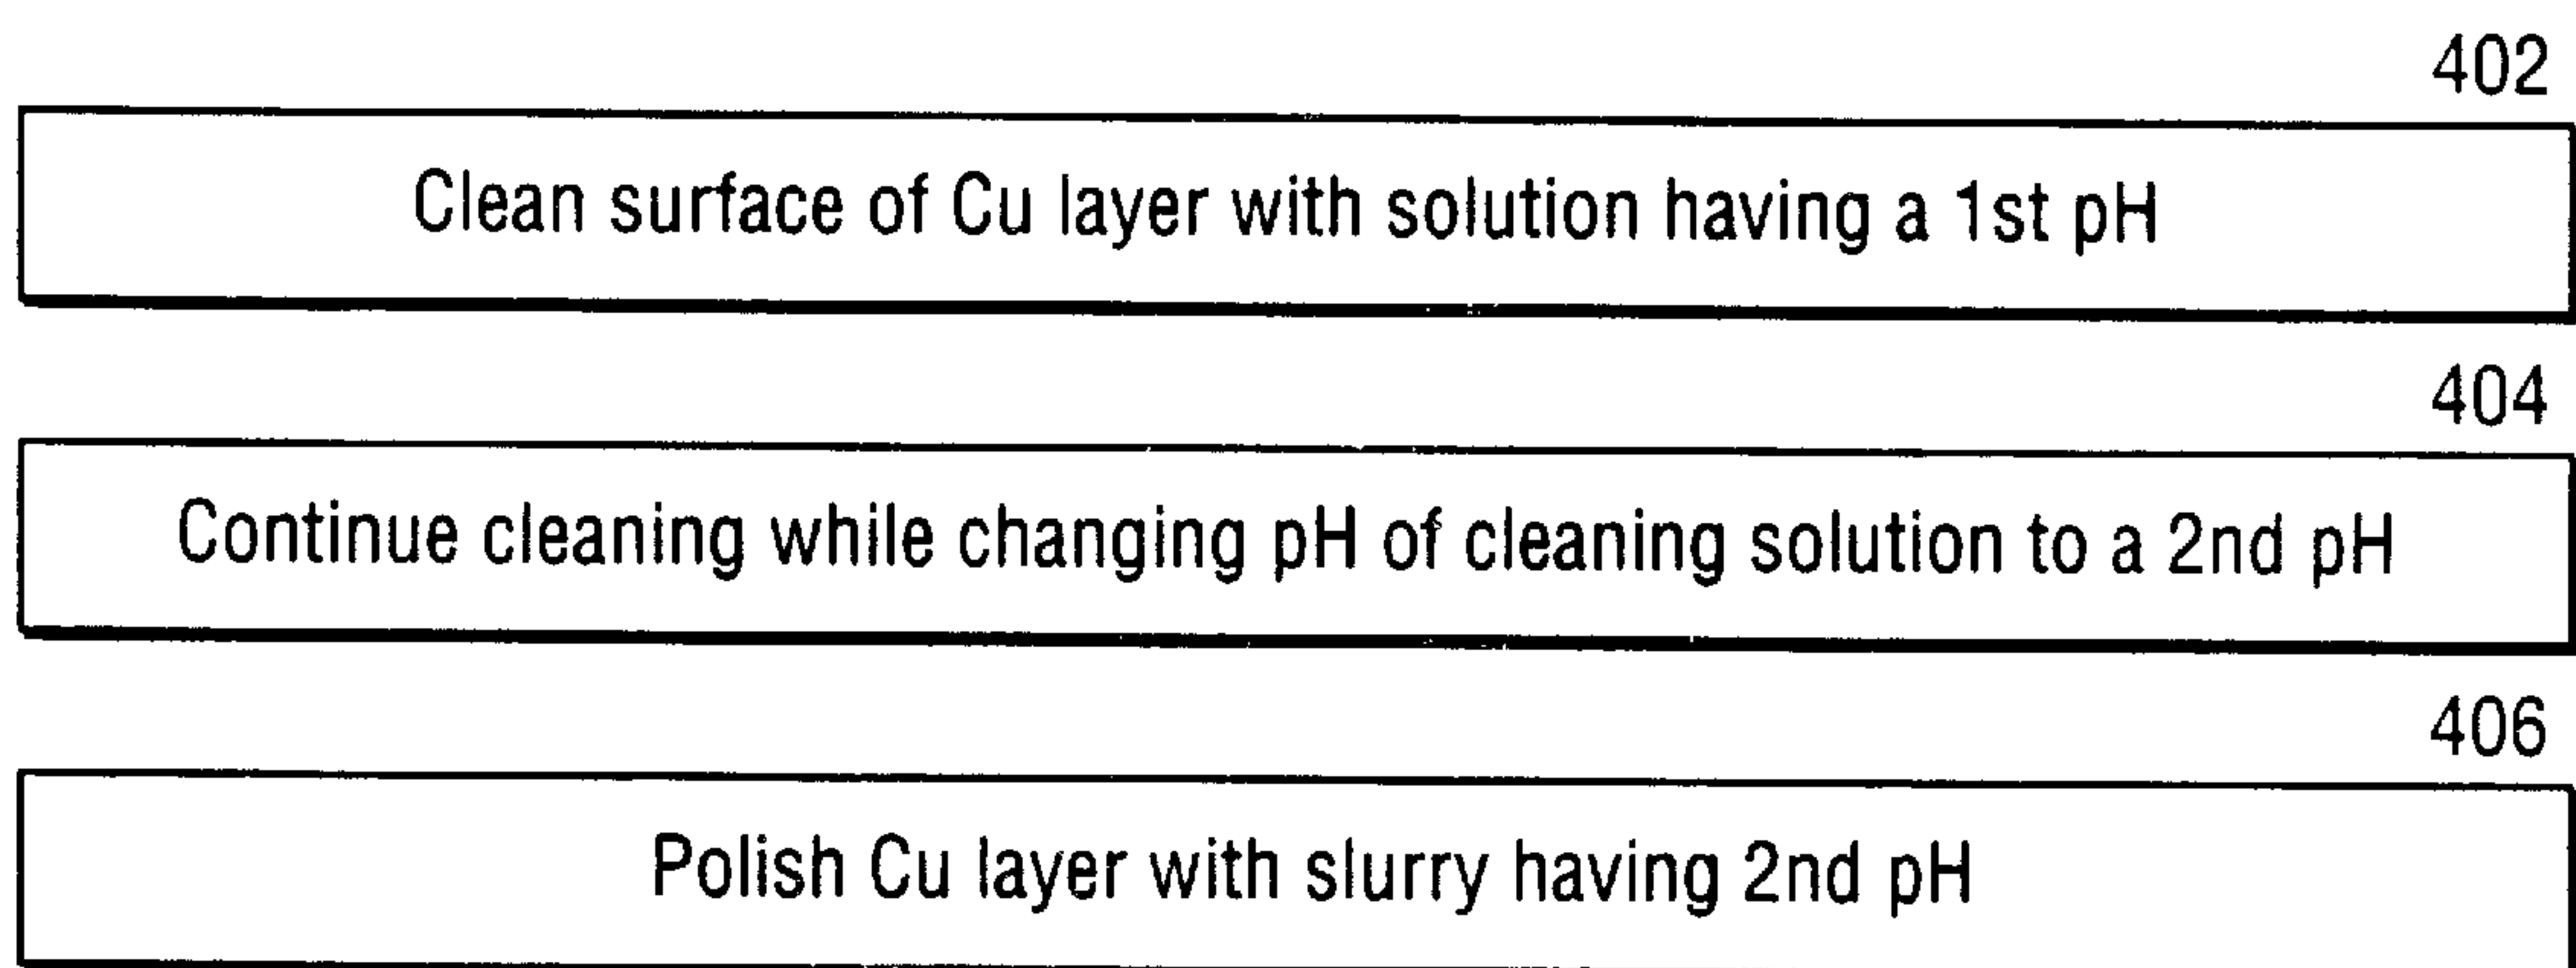 402
Clean surface of Cu layer with solution having a 1st pH
404
Continue cleaning while changing pH of cleaning solution to a 2nd pH
406
Polish Cu layer with slurry having 2nd pH